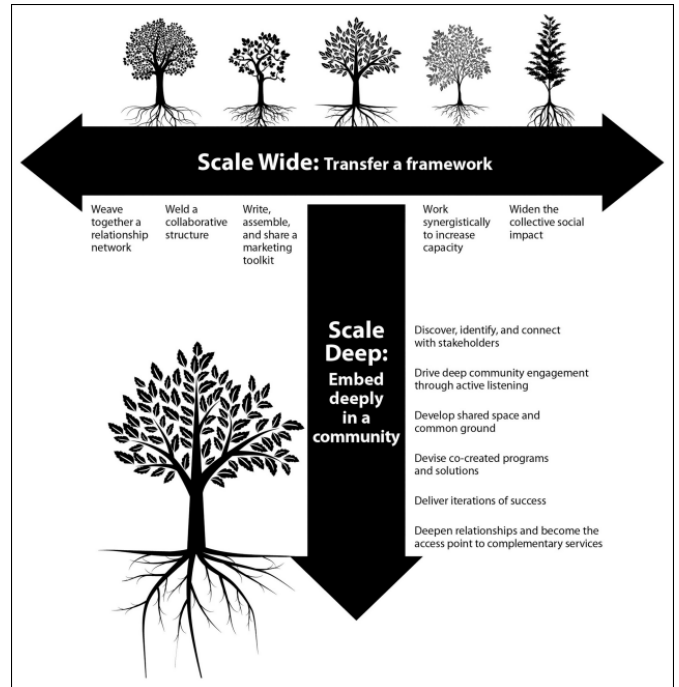 Scale Wide: Transfer a framework
Weave
together a
relationship
network
Weld a
collaborative
structure
Write,
assemble,
and share a
marketing
toolkit
Work
synergistically
to increase
capacity
Widen the
collective social
impact
Scale
Deep:
Embed
deeply
in a
community
Discover, identify, and connect
with stakeholders
Drive deep community engagement
through active listening
Develop shared space and
common ground
Devise co-created programs
and solutions
Deliver iterations of success
Deepen relationships and become the
access point to complementary services